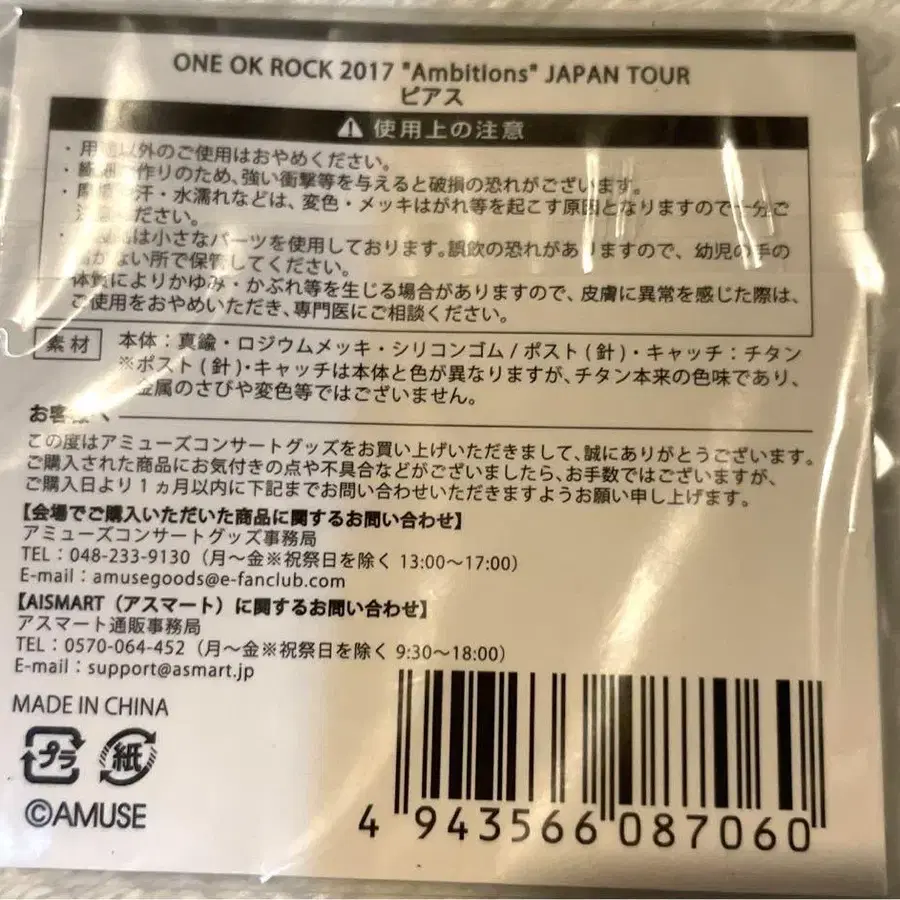 ONE OK ROCK 2017 "Ambitions" JAPAN TOUR
ピアス
⚠ 使用上の注意
・用 以外のご使用はおやめください。
・ 作りのため、強い衝撃等を与えると破損の恐れがございます。
・ 汗・水濡れなどは、変色・メッキはがれ等を起こす原因となりますので十分ご
ください。
・ は小さなパーツを使用しております。誤飲の恐れがありますので、幼児の手の
ない所で保管してください。
体質によりかゆみ・かぶれ等を生じる場合がありますので、皮膚に異常を感じた際は、
ご使用をおやめいただき、専門医にご相談ください。
素材 本体：真鍮・ロジウムメッキ・シリコンゴム / ポスト (針)・キャッチ：チタン
※ポスト (針)・キャッチは本体と色が異なりますが、チタン本来の色味であり、
金属のさびや変色等ではございません。
お客様へ
この度はアミューズコンサートグッズをお買い上げいただきまして、誠にありがとうございます。
ご購入された商品にお気付きの点や不具合などがございましたら、お手数ではございますが、
ご購入日より1ヵ月以内に下記までお問い合わせいただきますようお願い申し上げます。
【会場でご購入いただいた商品に関するお問い合わせ】
アミューズコンサートグッズ事務局
TEL：048-233-9130（月～金※祝祭日を除く 13:00～17:00）
E-mail：amusegoods@e-fanclub.com
【AISMART（アスマート）に関するお問い合わせ】
アスマート通販事務局
TEL：0570-064-452（月～金※祝祭日を除く 9:30～18:00）
E-mail：support@asmart.jp
MADE IN CHINA
プラ 紙
©AMUSE
4 943566 087060